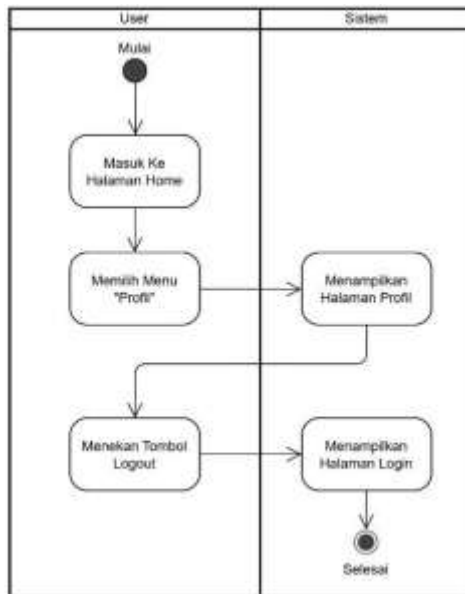 User
Sistem
Mulai
Masuk Ke
Halaman Home
Memilih Menu
"Profil"
Menampilkan
Halaman Profil
Menekan Tombol
Logout
Menampilkan
Halaman Login
Selesai